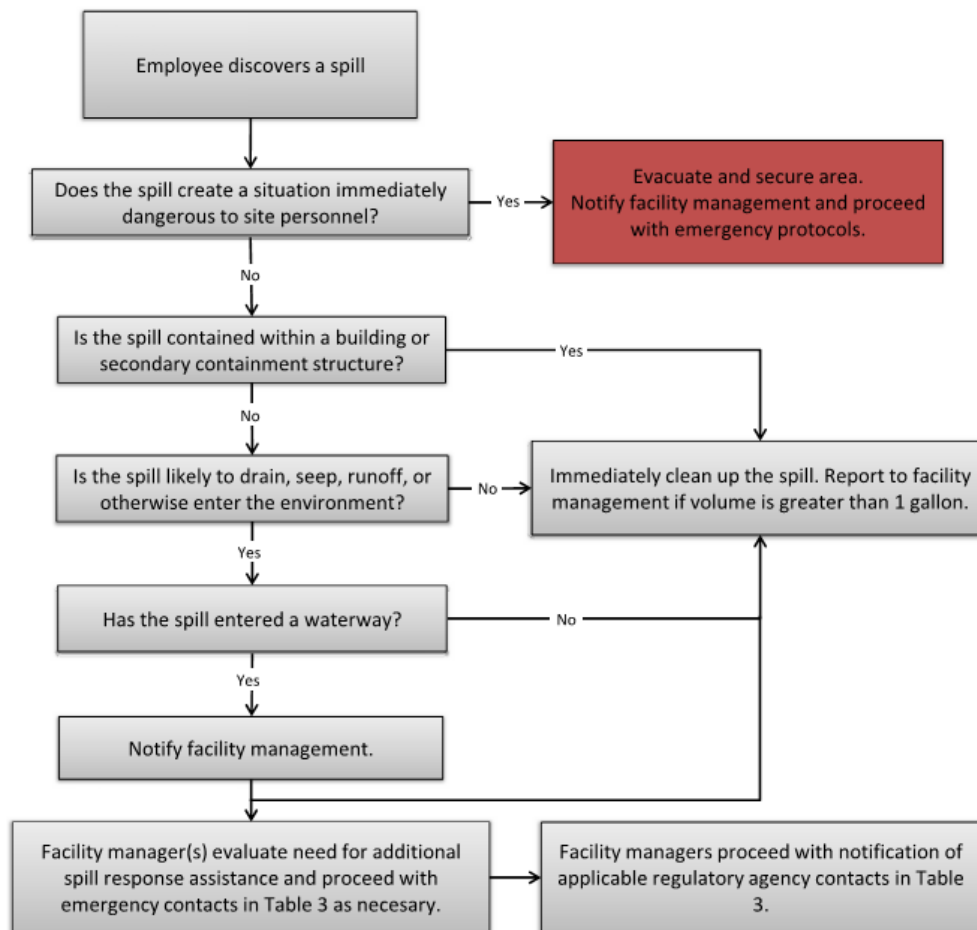 Employee discovers a spill
Does the spill create a situation immediately
dangerous to site personnel?
Yes
Evacuate and secure area.
Notify facility management and proceed
with emergency protocols.
No
Is the spill contained within a building or
secondary containment structure?
Yes
No
Is the spill likely to drain, seep, runoff, or
otherwise enter the environment?
No
Immediately clean up the spill. Report to facility
management if volume is greater than 1 gallon.
Yes
Has the spill entered a waterway?
No
Yes
Notify facility management.
Facility manager(s) evaluate need for additional
spill response assistance and proceed with
emergency contacts in Table 3 as necesary.
Facility managers proceed with notification of
applicable regulatory agency contacts in Table
3.